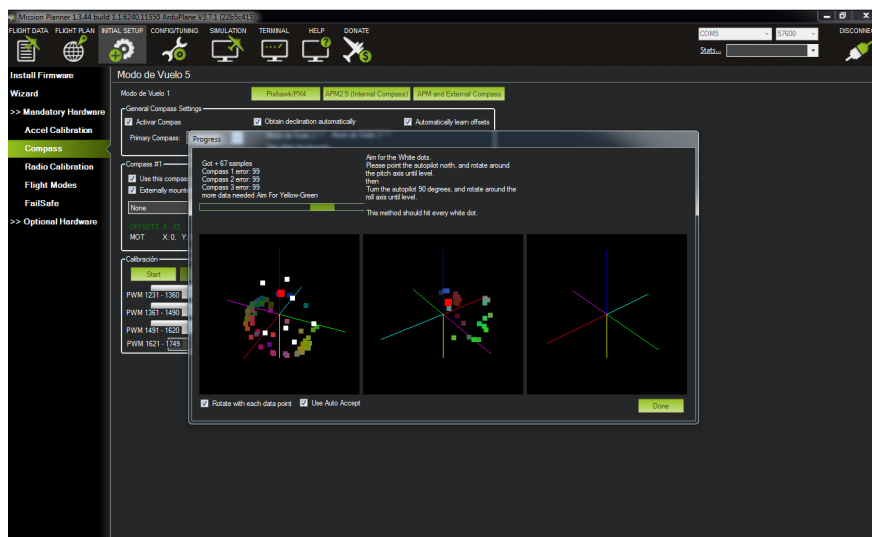 Mission Planner 1.3.44 build 1.1.6240.11550 ArduPlane V3.7.1 (22b5c415)
FLIGHT DATA FLIGHT PLAN INITIAL SETUP CONFIG/TUNING SIMULATION TERMINAL HELP DONATE
COM5 57600 DISCONNE
Stats...
Install Firmware
Wizard
>> Mandatory Hardware
Accel Calibration
Compass
Radio Calibration
Flight Modes
FailSafe
>> Optional Hardware
Modo de Vuelo 5
Modo de Vuelo 1 Pixhawk/PX4 APM2.5 (Internal Compass) APM and External Compass
General Compass Settings
Activar Compas Obtain declination automatically Automatically learn offsets
Primary Compass:
Compass #1
Use this compas
Externally mounte
None
OFFSETS X: -22,
MOT X: 0, Y:
Calibración
Start
PWM 1231 - 1360
PWM 1361 - 1490
PWM 1491 - 1620
PWM 1621 - 1749
Progress
Got + 67 samples
Compass 1 error: 99
Compass 2 error: 99
Compass 3 error: 99
more data needed Aim For Yellow-Green
Aim for the White dots.
Please point the autopilot north, and rotate around
the pitch axis until level.
then
Turn the autopilot 90 degrees, and rotate around the
roll axis until level.
This method should hit every white dot.
Rotate with each data point Use Auto Accept
Done